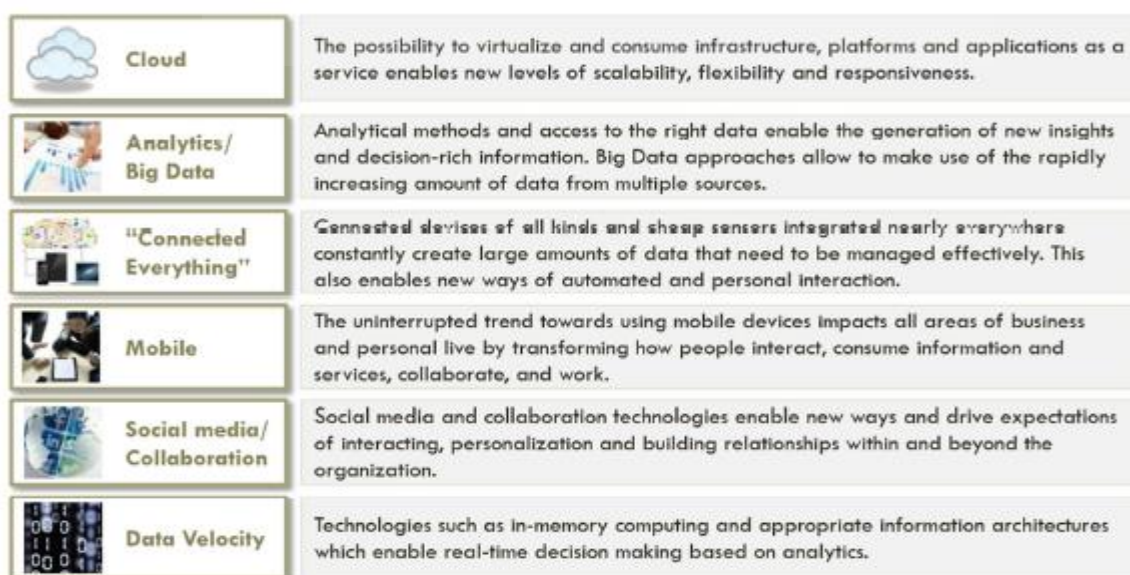 Cloud
The possibility to virtualize and consume infrastructure, platforms and applications as a
service enables new levels of scalability, flexibility and responsiveness.
Analytics/
Big Data
Analytical methods and access to the right data enable the generation of new insights
and decision-rich information. Big Data approaches allow to make use of the rapidly
increasing amount of data from multiple sources.
"Connected
Everything"
Connected devices of all kinds and cheap sensors integrated nearly everywhere
constantly create large amounts of data that need to be managed effectively. This
also enables new ways of automated and personal interaction.
Mobile
The uninterrupted trend towards using mobile devices impacts all areas of business
and personal live by transforming how people interact, consume information and
services, collaborate, and work.
Social media/
Collaboration
Social media and collaboration technologies enable new ways and drive expectations
of interacting, personalization and building relationships within and beyond the
organization.
Data Velocity
Technologies such as in-memory computing and appropriate information architectures
which enable real-time decision making based on analytics.